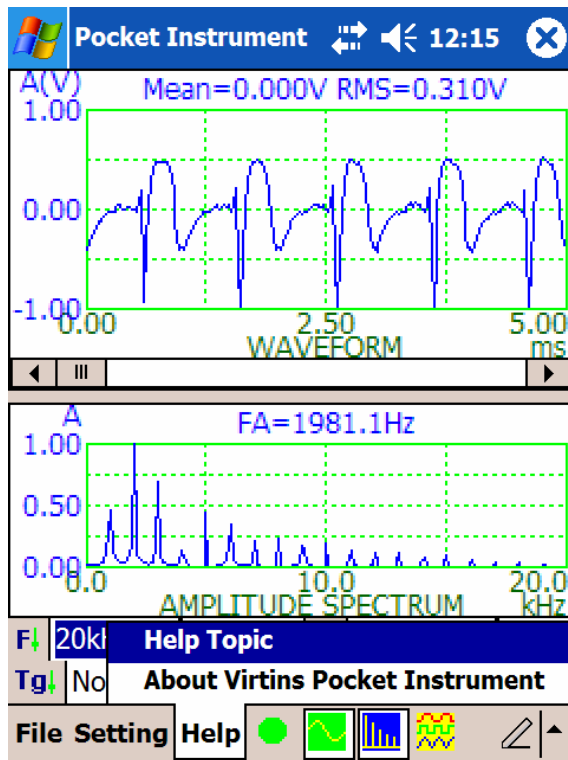 Pocket Instrument 12:15
A(V) Mean=0.000V RMS=0.310V
1.00
0.00
-1.00
0.00 2.50 5.00
WAVEFORM ms
A FA=1981.1Hz
1.00
0.50
0.00
0.0 10.0 20.0
AMPLITUDE SPECTRUM kHz
F 20k Help Topic
Tg No About Virtins Pocket Instrument
File Setting Help